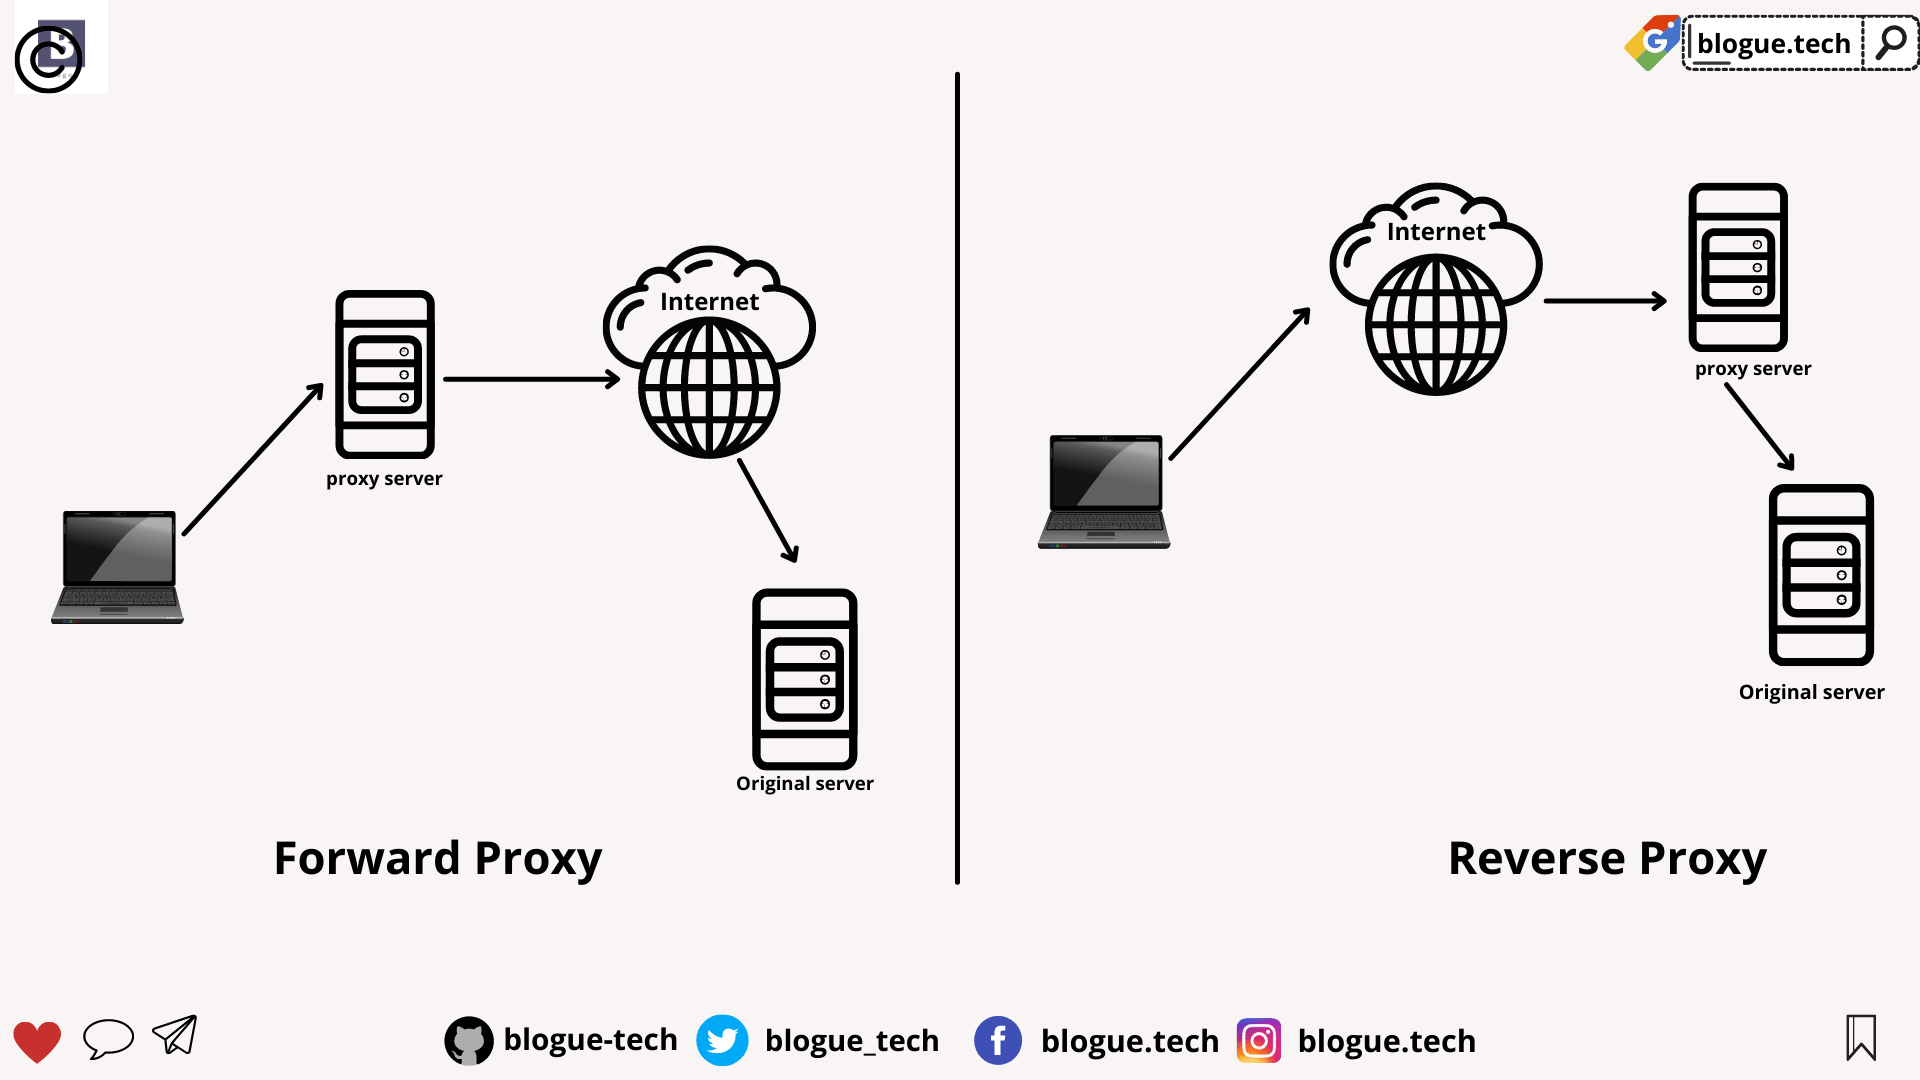 blogue.tech
Internet
proxy server
Original server
Forward Proxy
Internet
proxy server
Original server
Reverse Proxy
blogue-tech
blogue_tech
blogue.tech
blogue.tech